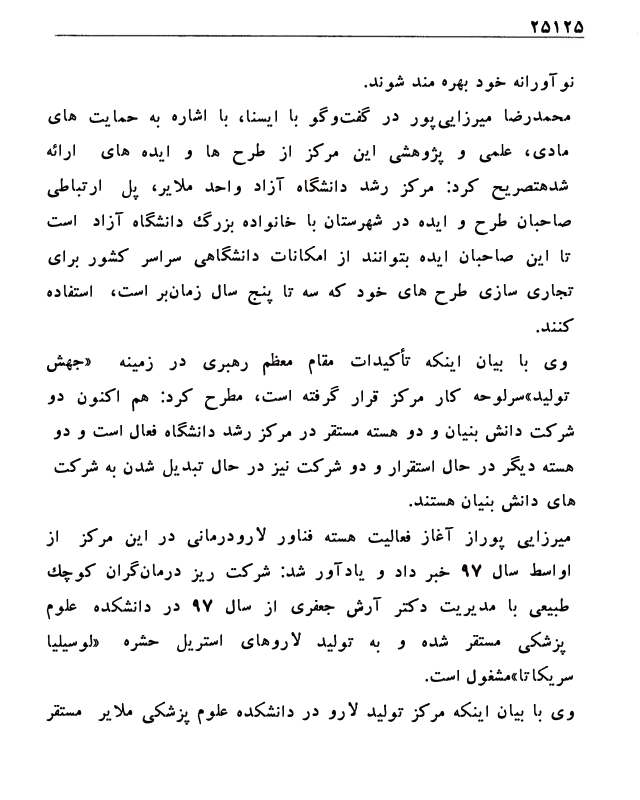 ۲۵۱۲۵
نوآورانه خود بهره مند شوند.
محمدرضا میرزایی‌پور در گفت‌وگو با ایسنا، با اشاره به حمایت های
مادی، علمی و پژوهشی این مرکز از طرح ها و ایده های ارائه
شدهتصریح کرد: مرکز رشد دانشگاه آزاد واحد ملایر، پل ارتباطی
صاحبان طرح و ایده در شهرستان با خانواده بزرگ دانشگاه آزاد است
تا این صاحبان ایده بتوانند از امکانات دانشگاهی سراسر کشور برای
تجاری سازی طرح های خود که سه تا پنج سال زمان‌بر است، استفاده
کنند.
وی با بیان اینکه تأکیدات مقام معظم رهبری در زمینه «جهش
تولید»سرلوحه کار مرکز قرار گرفته است، مطرح کرد: هم اکنون دو
شرکت دانش بنیان و دو هسته مستقر در مرکز رشد دانشگاه فعال است و دو
هسته دیگر در حال استقرار و دو شرکت نیز در حال تبدیل شدن به شرکت
های دانش بنیان هستند.
میرزایی پوراز آغاز فعالیت هسته فناور لارودرمانی در این مرکز از
اواسط سال ۹۷ خبر داد و یادآور شد: شرکت ریز درمان‌گران کوچك
طبیعی با مدیریت دکتر آرش جعفری از سال ۹۷ در دانشکده علوم
پزشکی مستقر شده و به تولید لاروهای استریل حشره «لوسیلیا
سریکاتا»مشغول است.
وی با بیان اینکه مرکز تولید لارو در دانشکده علوم پزشکی ملایر مستقر